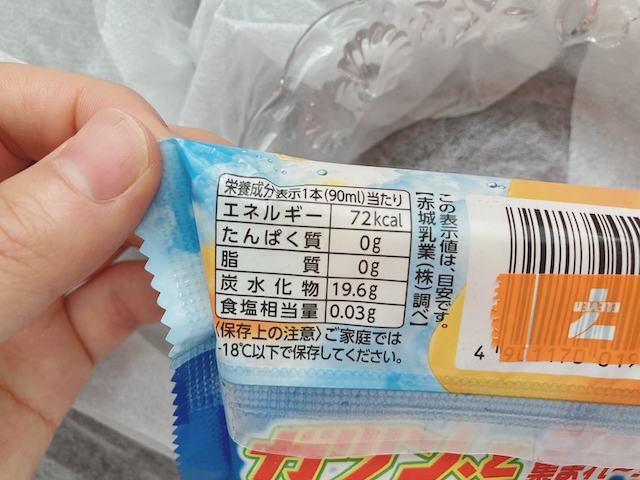 栄養成分表示1本(90ml)当たり
エネルギー 72kcal
たんぱく質 0g
脂質 0g
炭水化物 19.6g
食塩相当量 0.03g
この表示値は、目安です。
【赤城乳業(株)調べ】
〈保存上の注意〉ご家庭では
-18℃以下で保存してください。
ELEVEN
7